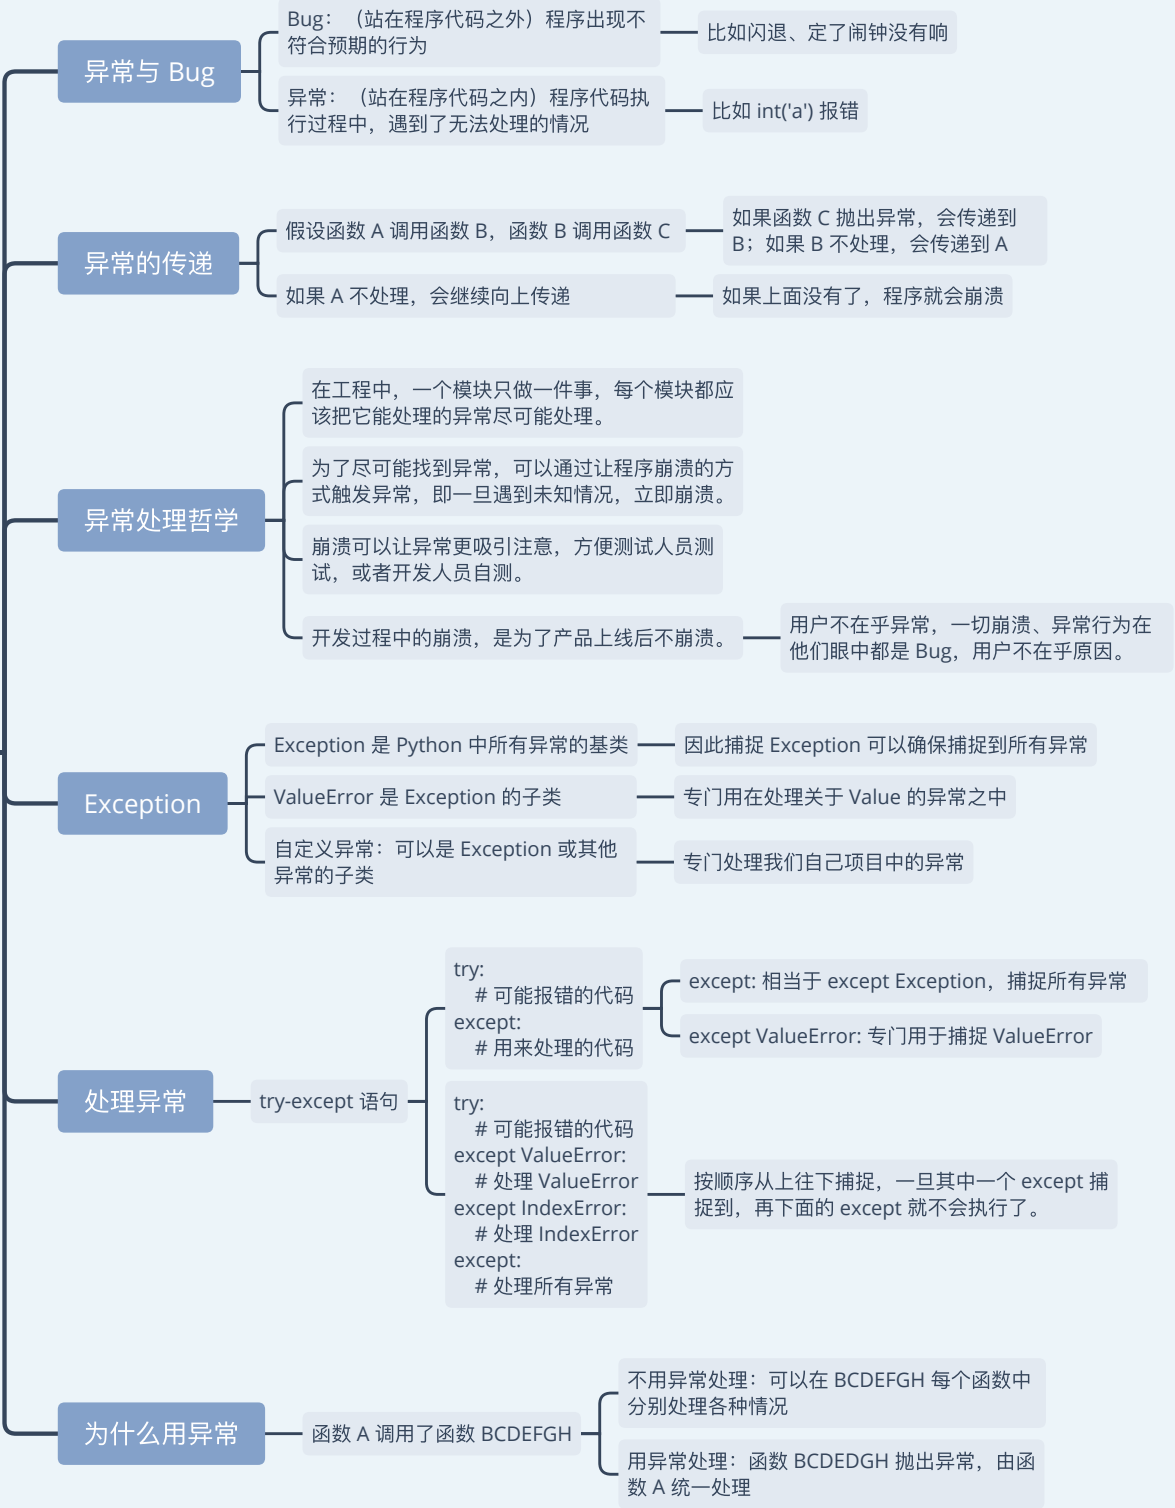 异常与 Bug
Bug：（站在程序代码之外）程序出现不
符合预期的行为
比如闪退、定了闹钟没有响
异常：（站在程序代码之内）程序代码执
行过程中，遇到了无法处理的情况
比如 int('a') 报错
异常的传递
假设函数 A 调用函数 B，函数 B 调用函数 C
如果函数 C 抛出异常，会传递到
B；如果 B 不处理，会传递到 A
如果 A 不处理，会继续向上传递
如果上面没有了，程序就会崩溃
异常处理哲学
在工程中，一个模块只做一件事，每个模块都应
该把它能处理的异常尽可能处理。
为了尽可能找到异常，可以通过让程序崩溃的方
式触发异常，即一旦遇到未知情况，立即崩溃。
崩溃可以让异常更吸引注意，方便测试人员测
试，或者开发人员自测。
开发过程中的崩溃，是为了产品上线后不崩溃。
用户不在乎异常，一切崩溃、异常行为在
他们眼中都是 Bug，用户不在乎原因。
Exception
Exception 是 Python 中所有异常的基类
因此捕捉 Exception 可以确保捕捉到所有异常
ValueError 是 Exception 的子类
专门用在处理关于 Value 的异常之中
自定义异常：可以是 Exception 或其他
异常的子类
专门处理我们自己项目中的异常
处理异常
try-except 语句
try:
# 可能报错的代码
except:
# 用来处理的代码
except: 相当于 except Exception，捕捉所有异常
except ValueError: 专门用于捕捉 ValueError
try:
# 可能报错的代码
except ValueError:
# 处理 ValueError
except IndexError:
# 处理 IndexError
except:
# 处理所有异常
按顺序从上往下捕捉，一旦其中一个 except 捕
捉到，再下面的 except 就不会执行了。
为什么用异常
函数 A 调用了函数 BCDEFGH
不用异常处理：可以在 BCDEFGH 每个函数中
分别处理各种情况
用异常处理：函数 BCDEDGH 抛出异常，由函
数 A 统一处理